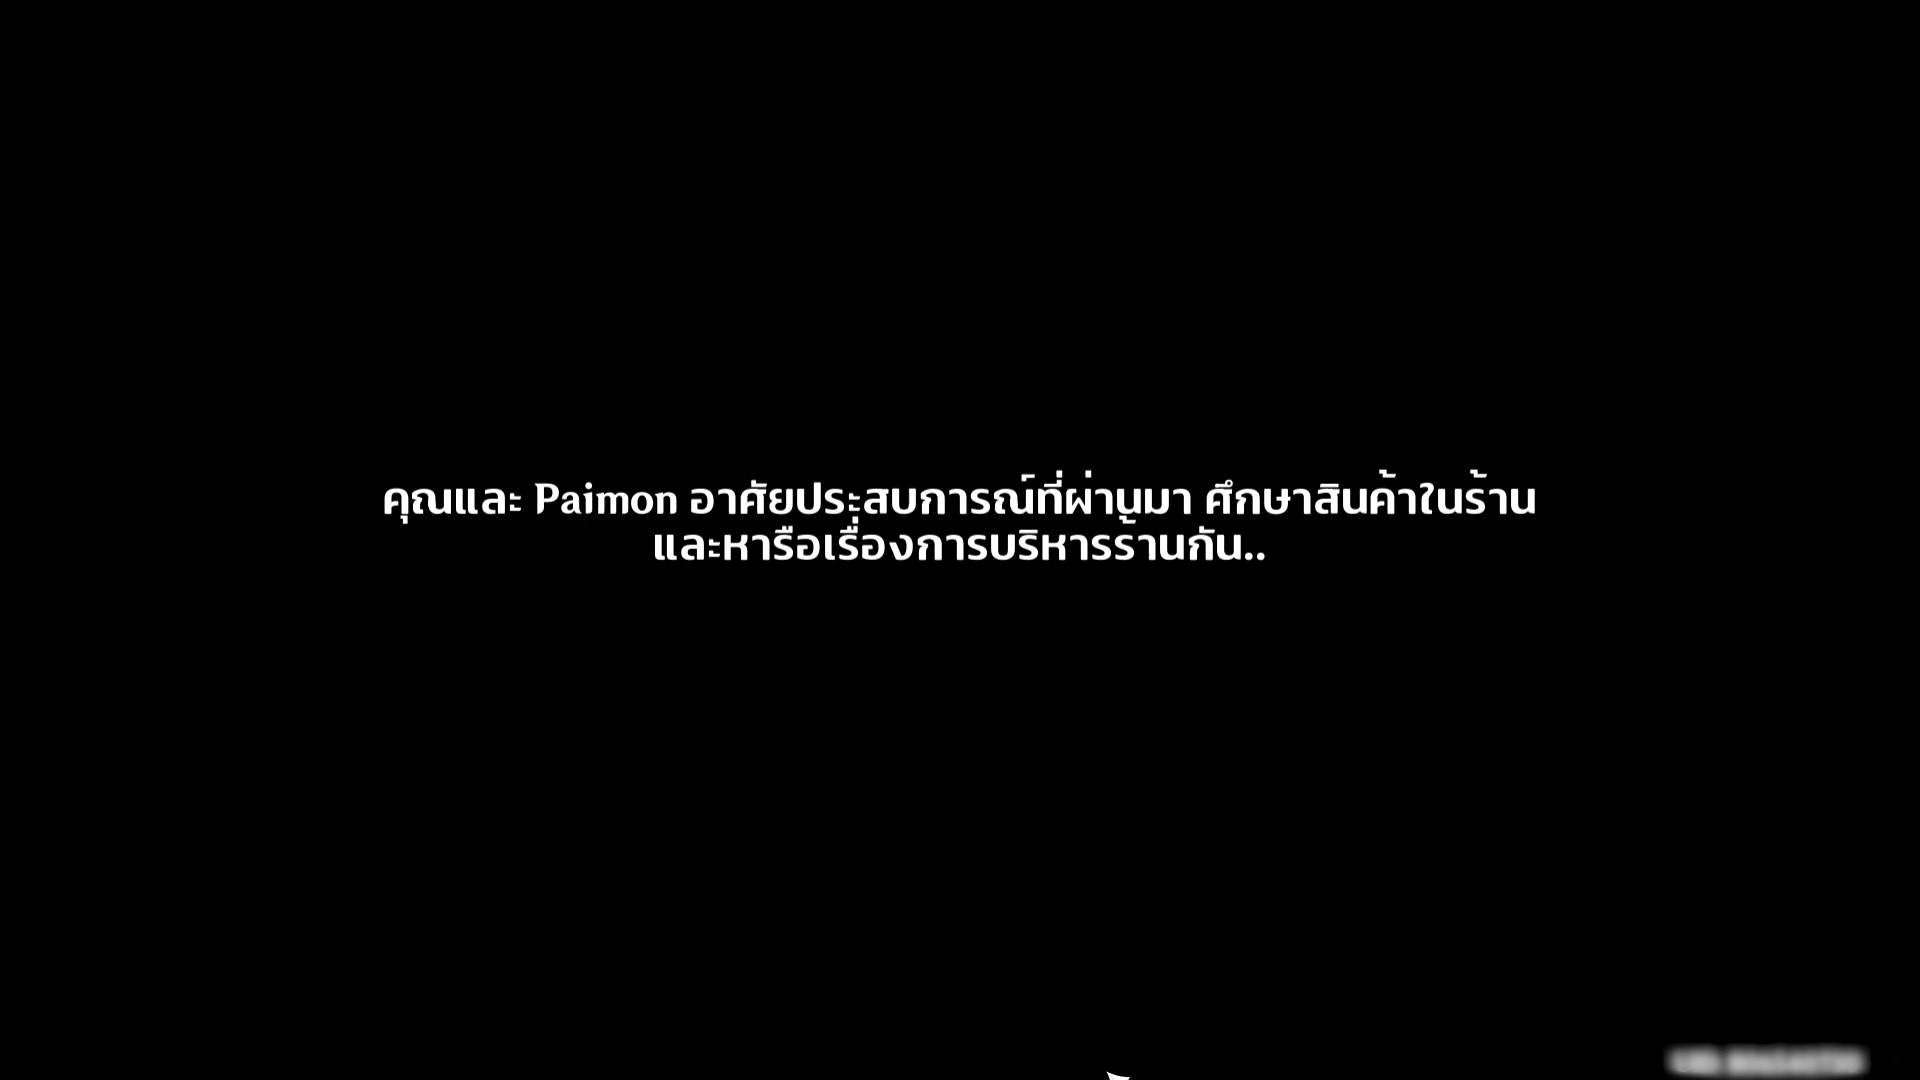 คุณและ Paimon อาศัยประสบการณ์ที่ผ่านมา ศึกษาสินค้าในร้าน
และหารือเรื่องการบริหารร้านกัน..